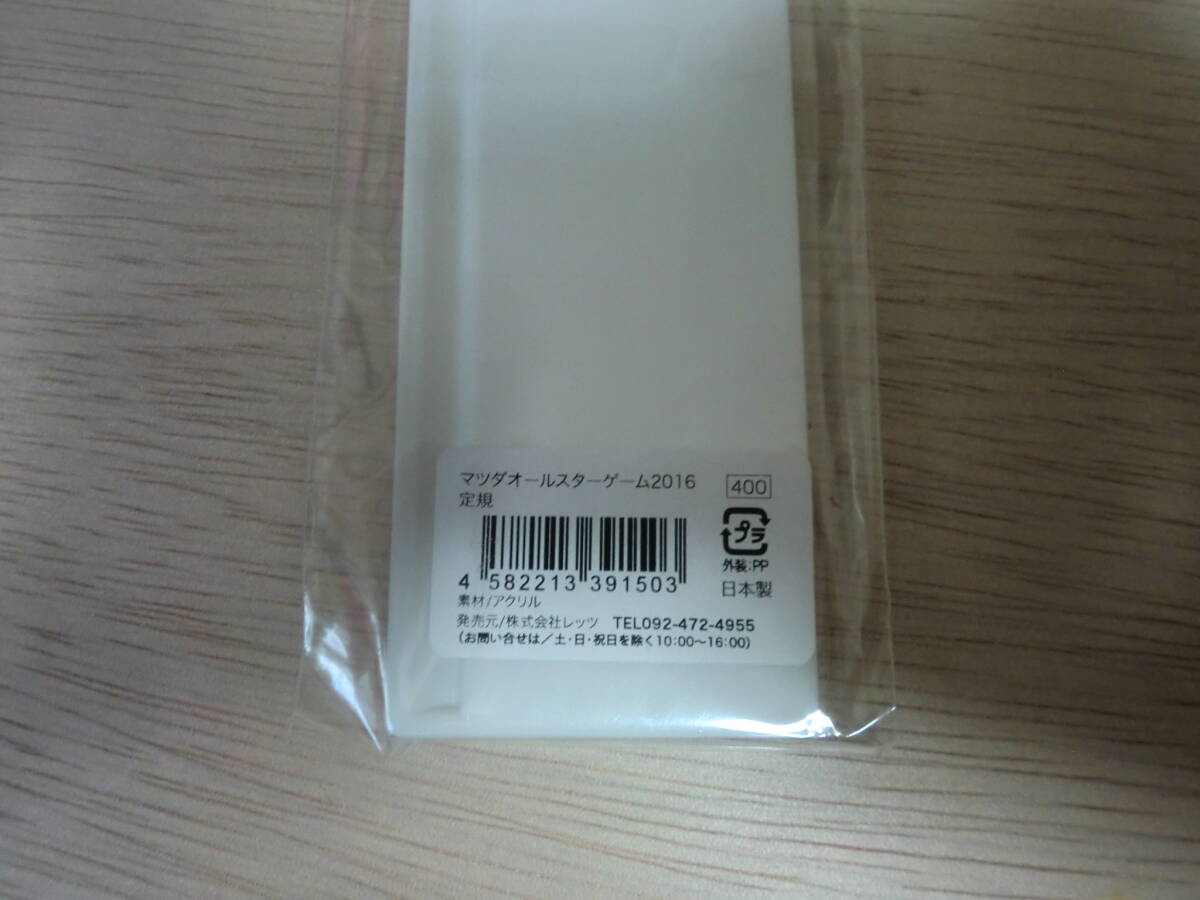 マツダオールスターゲーム2016
400
定規
プラ
外装:PP
4 582213 391503
日本製
素材/アクリル
発売元/株式会社レッツ TEL092-472-4955
(お問い合せは/土・日・祝日を除く10:00〜16:00)